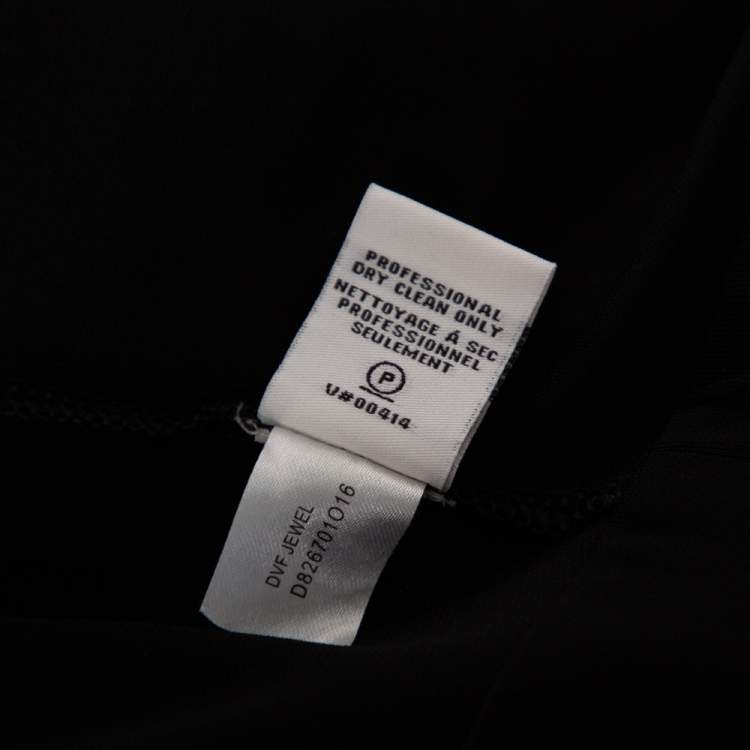 PROFESSIONAL
DRY CLEAN ONLY
NETTOYAGE À SEC
PROFESSIONNEL
SEULEMENT
P
U#00414
DVF JEWEL
D826701O16